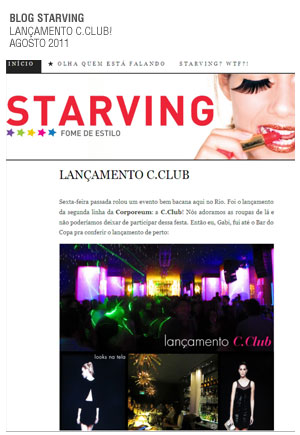 BLOG STARVING
LANÇAMENTO C.CLUB!
AGOSTO 2011
INÍCIO ★ OLHA QUEM ESTÁ FALANDO STARVING? WTF?!
STARVING
FOME DE ESTILO
LANÇAMENTO C.CLUB
Sexta-feira passada rolou um evento bem bacana aqui no Rio. Foi o lançamento
da segunda linha da Corporeum: a C.Club! Nós adoramos as roupas de lá e
não poderíamos deixar de participar dessa festa. Então eu, Gabi, fui até o Bar do
Copa pra conferir o lançamento de perto:
lançamento C.Club
looks na tela